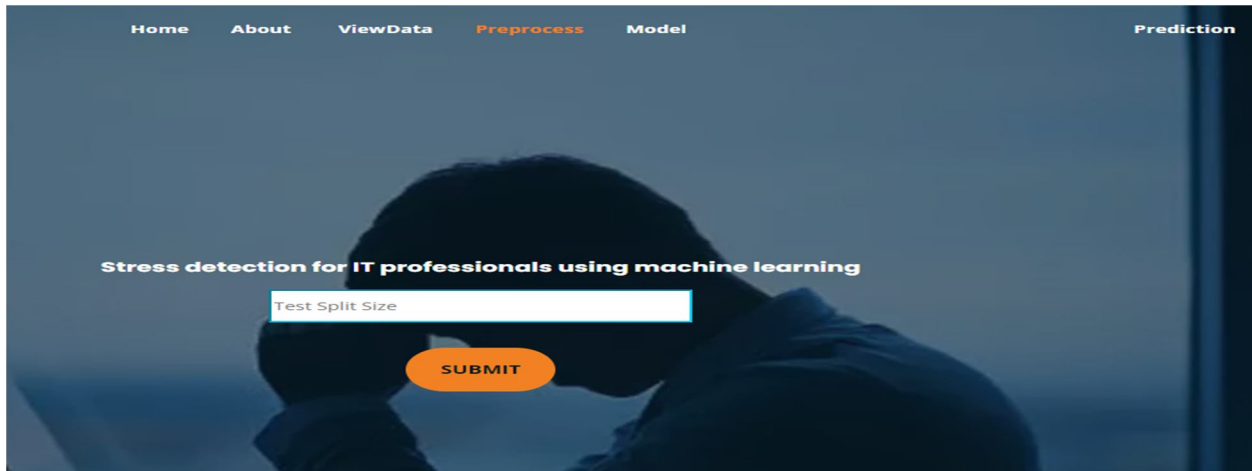 Home About ViewData Preprocess Model Prediction
Stress detection for IT professionals using machine learning
Test Split Size
SUBMIT